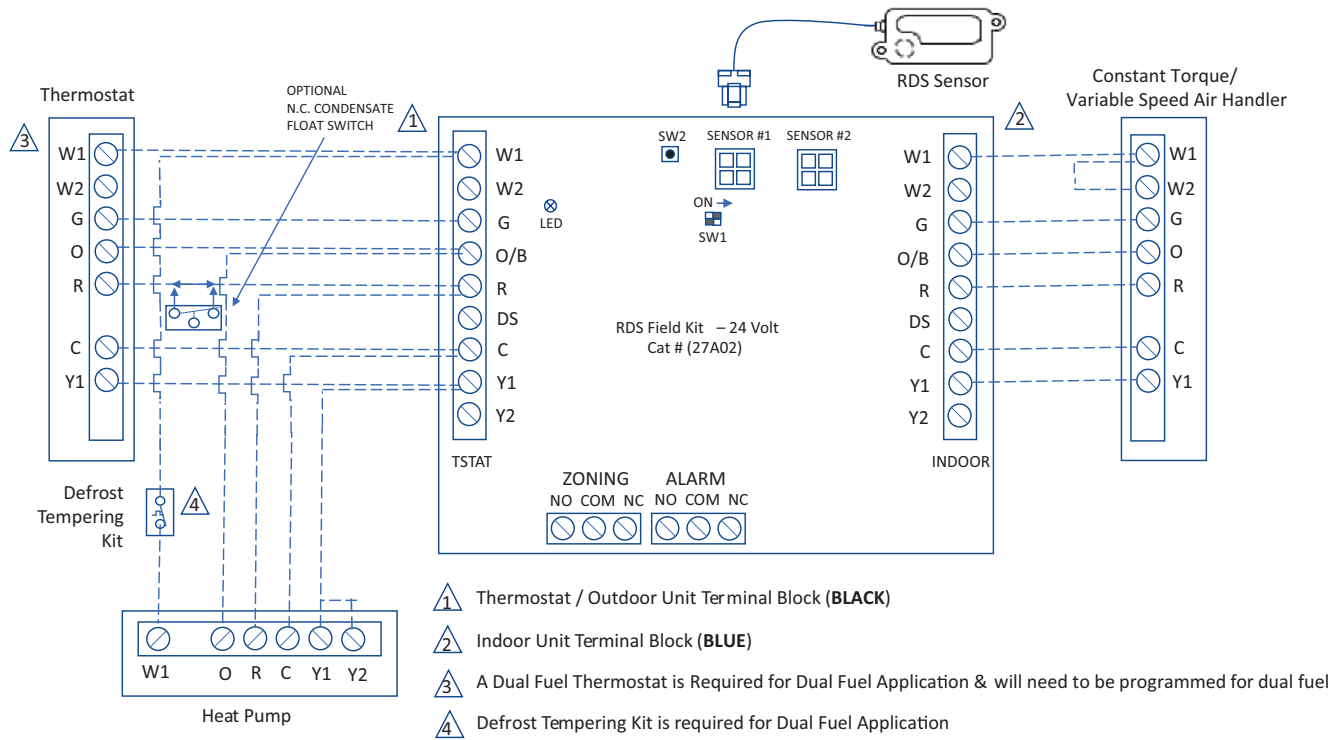 RDS Sensor
Constant Torque/
Variable Speed Air Handler
Thermostat
OPTIONAL
N.C. CONDENSATE
FLOAT SWITCH
3
W1
W2
G
O
R
C
Y1
1
W1
W2
G
O/B
R
DS
C
Y1
Y2
TSTAT
SW2
SENSOR #1
SENSOR #2
LED
ON
SW1
RDS Field Kit – 24 Volt
Cat # (27A02)
2
W1
W2
G
O/B
R
DS
C
Y1
Y2
INDOOR
W1
W2
G
O
R
C
Y1
ZONING
NO COM NC
ALARM
NO COM NC
Defrost
Tempering
Kit
4
W1 O R C Y1 Y2
Heat Pump
1 Thermostat / Outdoor Unit Terminal Block (BLACK)
2 Indoor Unit Terminal Block (BLUE)
3 A Dual Fuel Thermostat is Required for Dual Fuel Application & will need to be programmed for dual fuel
4 Defrost Tempering Kit is required for Dual Fuel Application